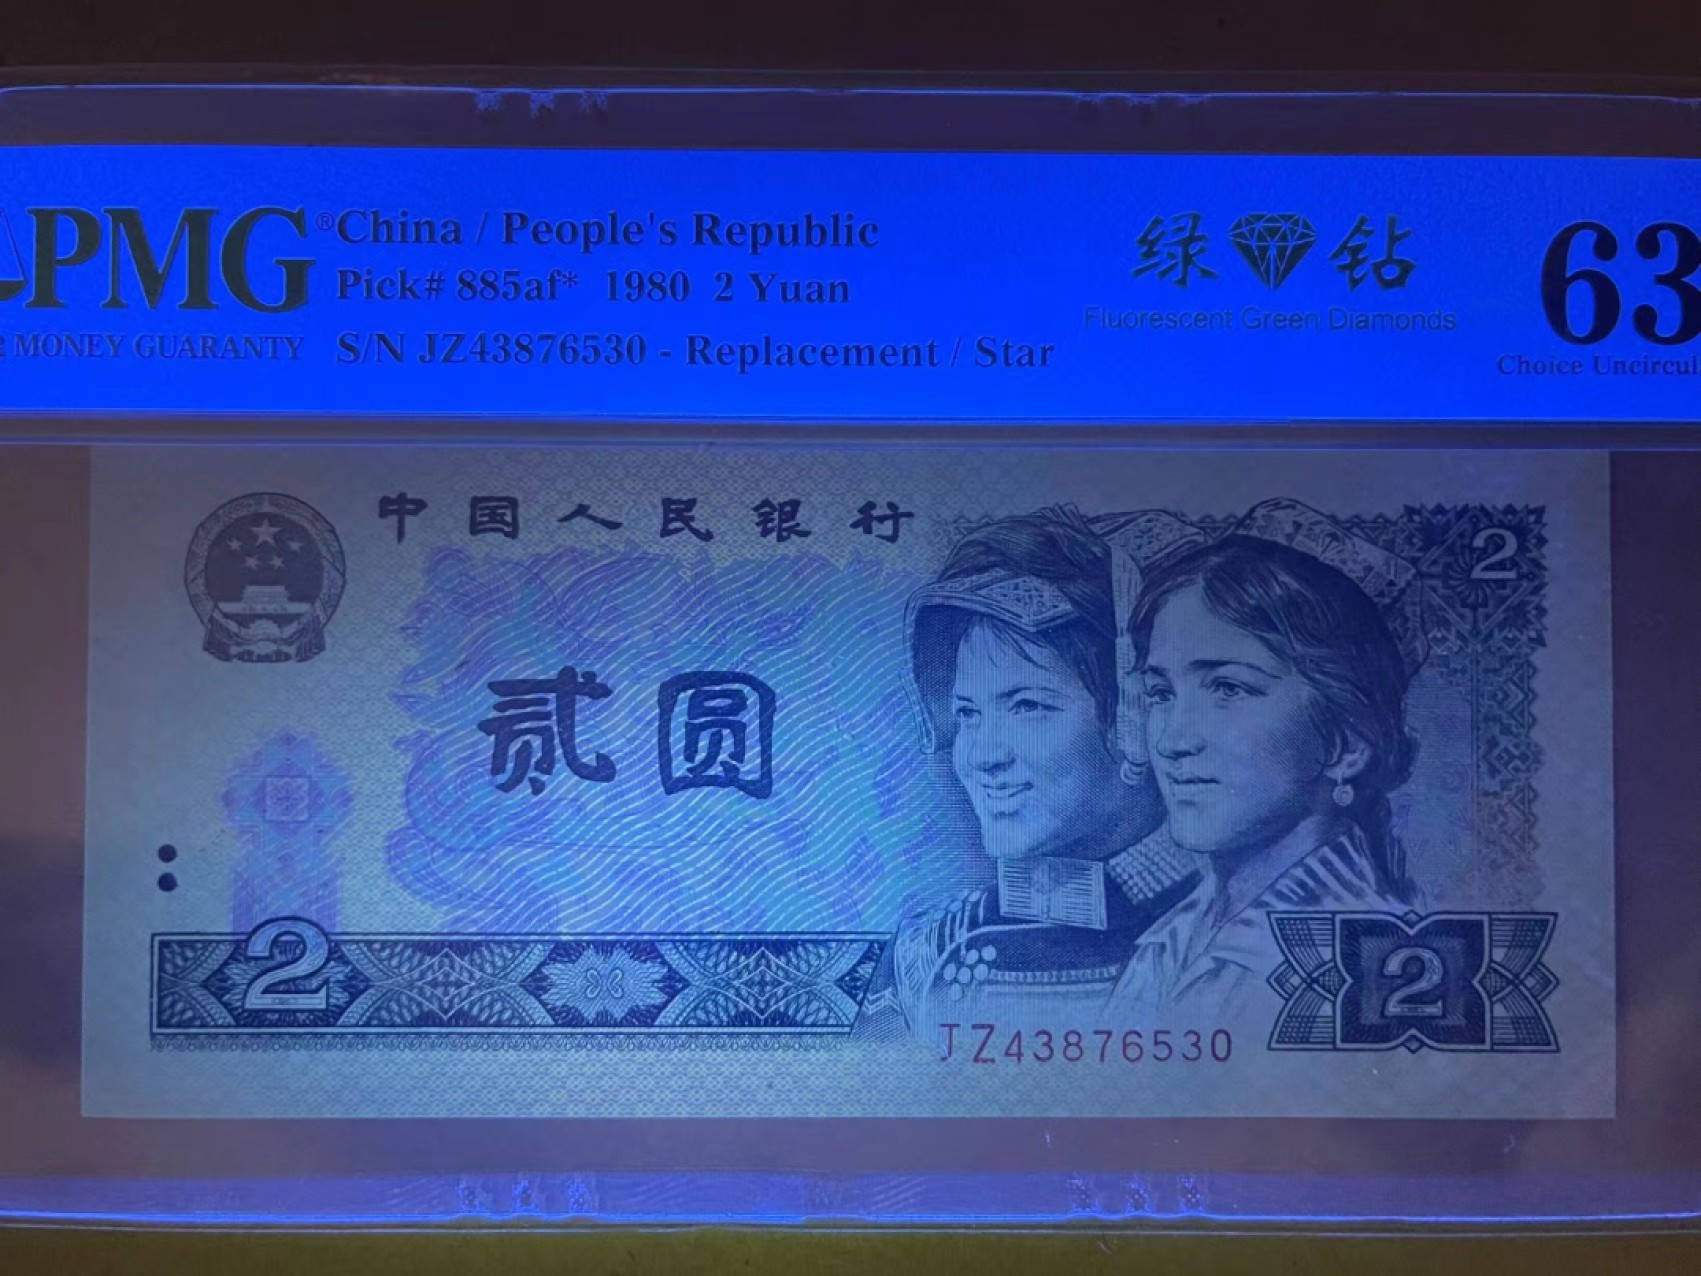 PMG® China / People's Republic 绿 钻 63
Pick# 885af* 1980 2 Yuan Fluorescent Green Diamonds
MONEY GUARANTY S/N JZ43876530 - Replacement / Star Choice
中国人民银行
2
贰圆
2
2
JZ43876530